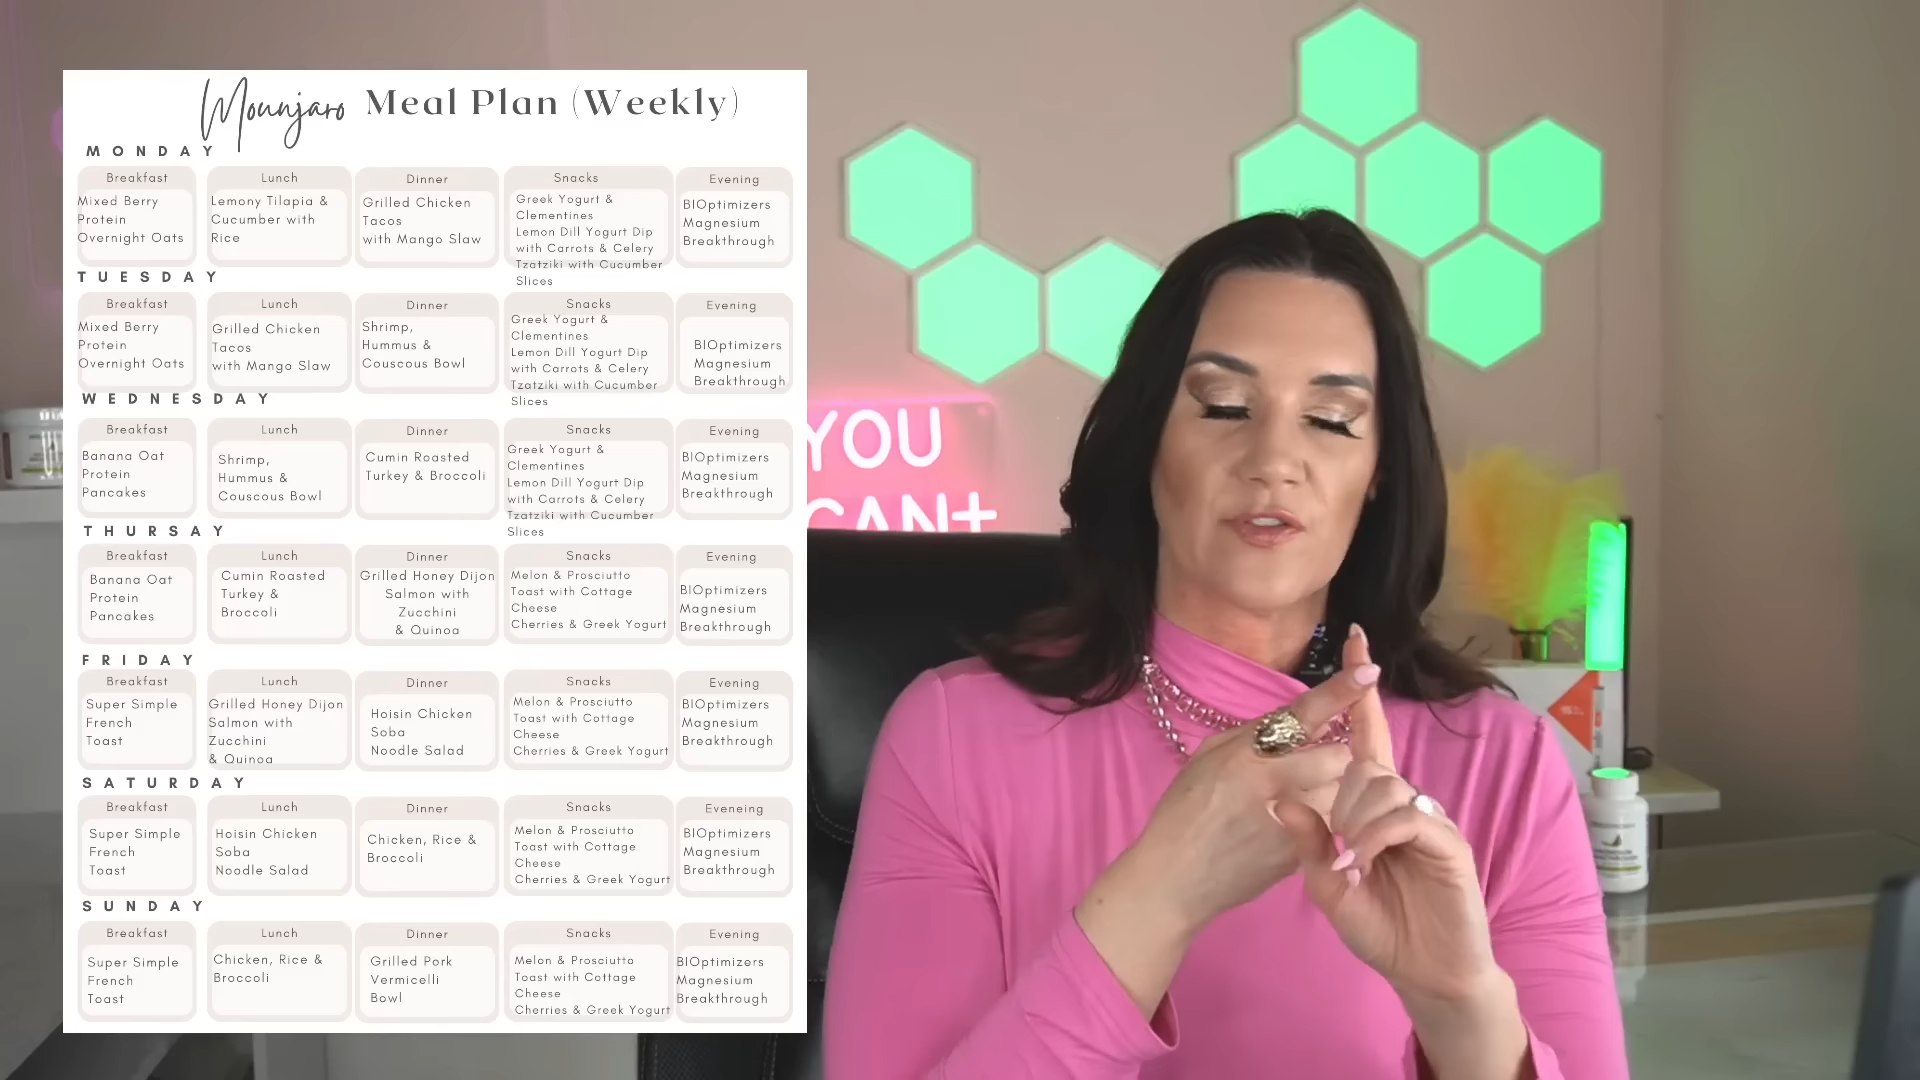 Mounjaro Meal Plan (Weekly)
MONDAY
Breakfast
Mixed Berry
Protein
Overnight Oats
Lunch
Lemony Tilapia &
Cucumber with
Rice
Dinner
Grilled Chicken
Tacos
with Mango Slaw
Snacks
Greek Yogurt &
Clementines
Lemon Dill Yogurt Dip
with Carrots & Celery
Tzatziki with Cucumber
Slices
Evening
BIOptimizers
Magnesium
Breakthrough
TUESDAY
Breakfast
Mixed Berry
Protein
Overnight Oats
Lunch
Grilled Chicken
Tacos
with Mango Slaw
Dinner
Shrimp,
Hummus &
Couscous Bowl
Snacks
Greek Yogurt &
Clementines
Lemon Dill Yogurt Dip
with Carrots & Celery
Tzatziki with Cucumber
Slices
Evening
BIOptimizers
Magnesium
Breakthrough
WEDNESDAY
Breakfast
Banana Oat
Protein
Pancakes
Lunch
Shrimp,
Hummus &
Couscous Bowl
Dinner
Cumin Roasted
Turkey & Broccoli
Snacks
Greek Yogurt &
Clementines
Lemon Dill Yogurt Dip
with Carrots & Celery
Tzatziki with Cucumber
Slices
Evening
BIOptimizers
Magnesium
Breakthrough
THURSAY
Breakfast
Banana Oat
Protein
Pancakes
Lunch
Cumin Roasted
Turkey &
Broccoli
Dinner
Grilled Honey Dijon
Salmon with
Zucchini
& Quinoa
Snacks
Melon & Prosciutto
Toast with Cottage
Cheese
Cherries & Greek Yogurt
Evening
BIOptimizers
Magnesium
Breakthrough
FRIDAY
Breakfast
Super Simple
French
Toast
Lunch
Grilled Honey Dijon
Salmon with
Zucchini
& Quinoa
Dinner
Hoisin Chicken
Soba
Noodle Salad
Snacks
Melon & Prosciutto
Toast with Cottage
Cheese
Cherries & Greek Yogurt
Evening
BIOptimizers
Magnesium
Breakthrough
SATURDAY
Breakfast
Super Simple
French
Toast
Lunch
Hoisin Chicken
Soba
Noodle Salad
Dinner
Chicken, Rice &
Broccoli
Snacks
Melon & Prosciutto
Toast with Cottage
Cheese
Cherries & Greek Yogurt
Eveneing
BIOptimizers
Magnesium
Breakthrough
SUNDAY
Breakfast
Super Simple
French
Toast
Lunch
Chicken, Rice &
Broccoli
Dinner
Grilled Pork
Vermicelli
Bowl
Snacks
Melon & Prosciutto
Toast with Cottage
Cheese
Cherries & Greek Yogurt
Evening
BIOptimizers
Magnesium
Breakthrough
YOU
CAN